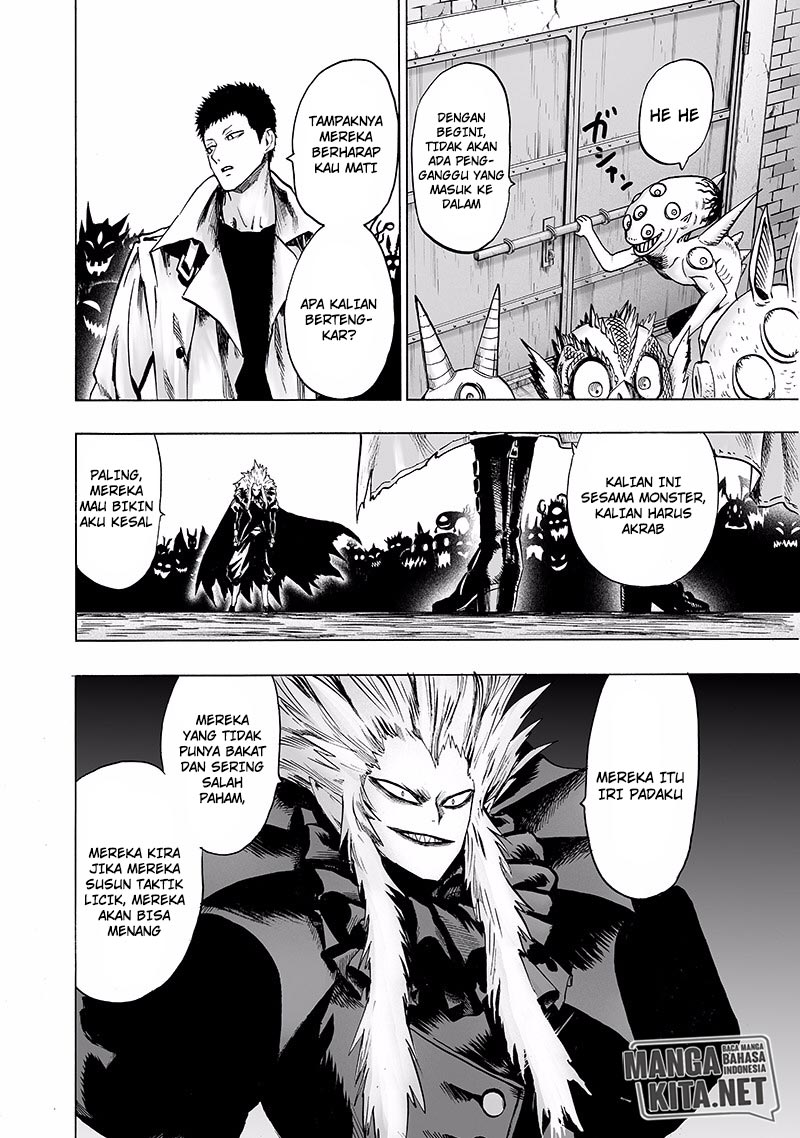 HE HE
DENGAN
BEGINI,
TIDAK AKAN
ADA PENG-
GANGGU YANG
MASUK KE
DALAM
ガシァン
TAMPAKNYA
MEREKA
BERHARAP
KAU MATI
APA KALIAN
BERTENG-
KAR?
KALIAN INI
SESAMA MONSTER,
KALIAN HARUS
AKRAB
PALING,
MEREKA
MAU BIKIN
AKU KESAL
MEREKA ITU
IRI PADAKU
MEREKA
YANG TIDAK
PUNYA BAKAT
DAN SERING
SALAH
PAHAM,
MEREKA KIRA
JIKA MEREKA
SUSUN TAKTIK
LICIK, MEREKA
AKAN BISA
MENANG
MANGA
KITA.NET
BACA MANGA
BAHASA
INDONESIA